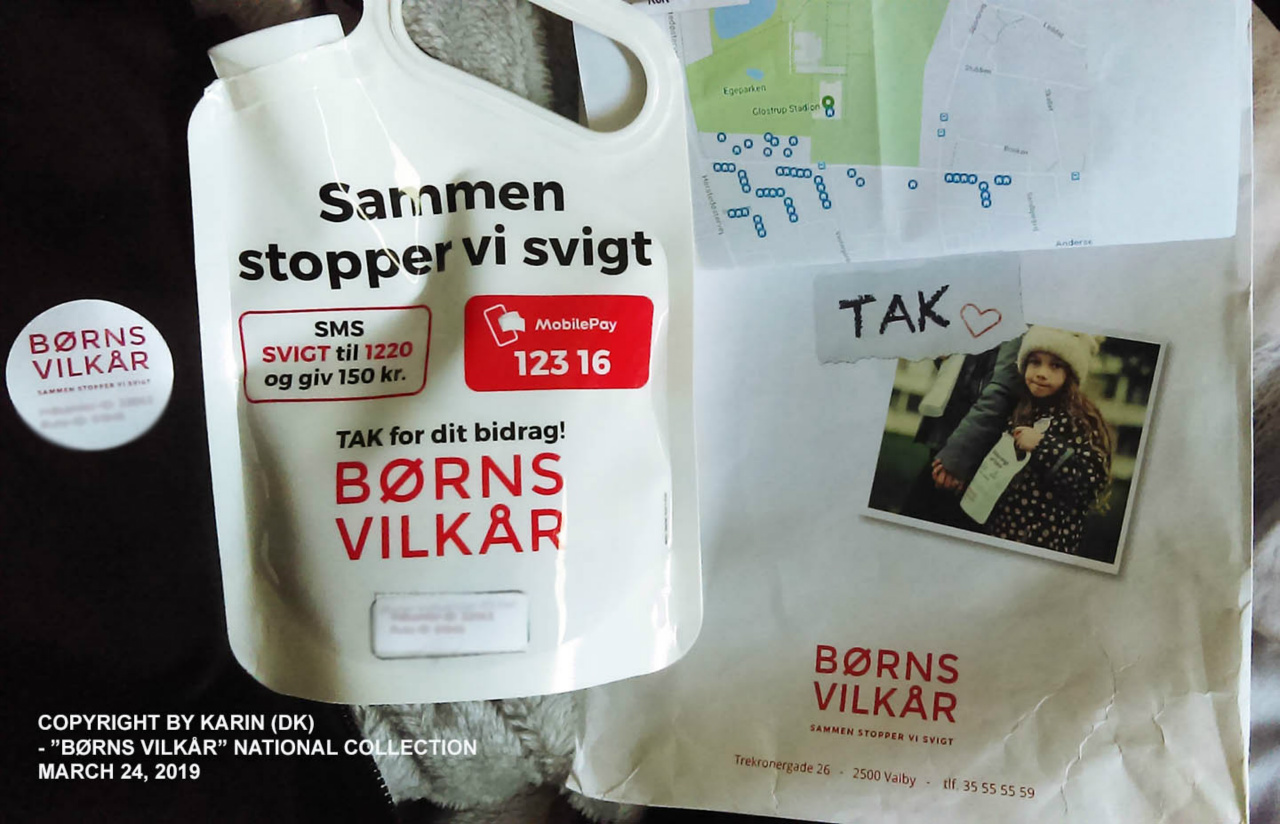 BØRNS
VILKÅR
SAMMEN STOPPER VI SVIGT
Sammen
stopper vi svigt
SMS
SVIGT til 1220
og giv 150 kr.
MobilePay
123 16
TAK for dit bidrag!
BØRNS
VILKÅR
Egeparken
Glostrup Stadion
Stubben
TAK
BØRNS
VILKÅR
SAMMEN STOPPER VI SVIGT
Trekronergade 26 - 2500 Valby - tlf. 35 55 55 59
COPYRIGHT BY KARIN (DK)
- ”BØRNS VILKÅR” NATIONAL COLLECTION
MARCH 24, 2019